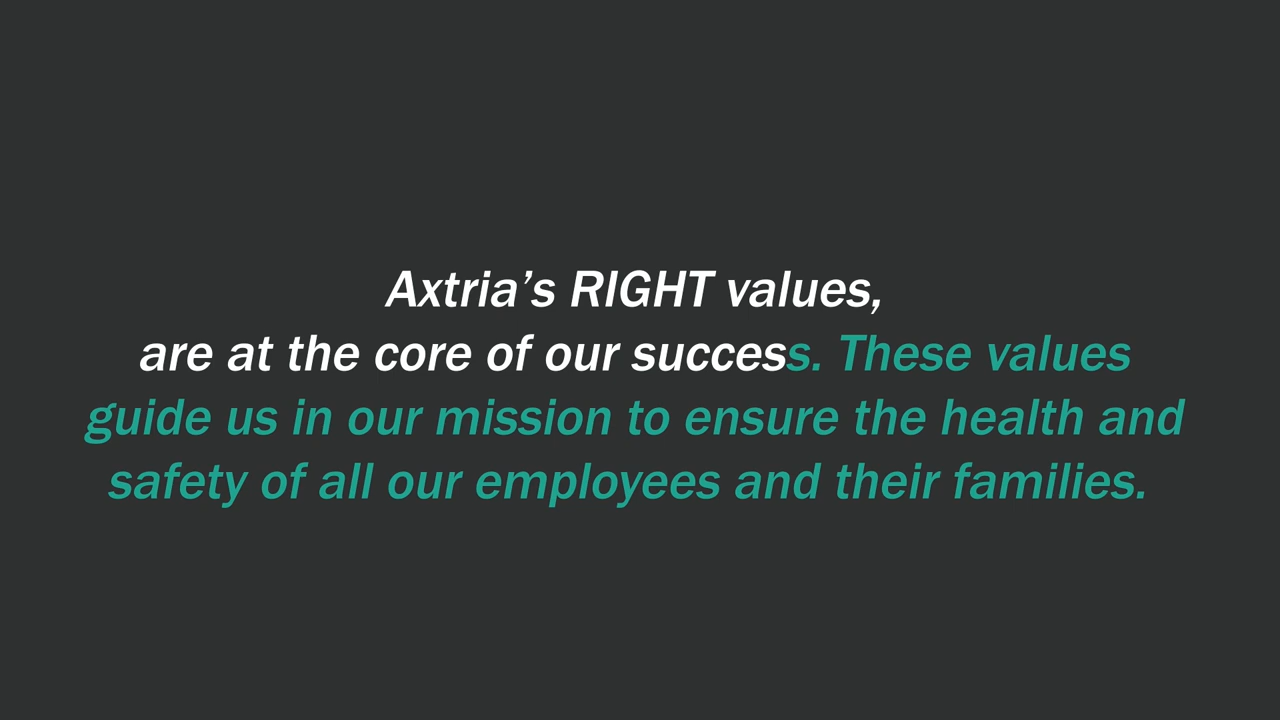 Axtria’s RIGHT values,
are at the core of our success. These values
guide us in our mission to ensure the health and
safety of all our employees and their families.